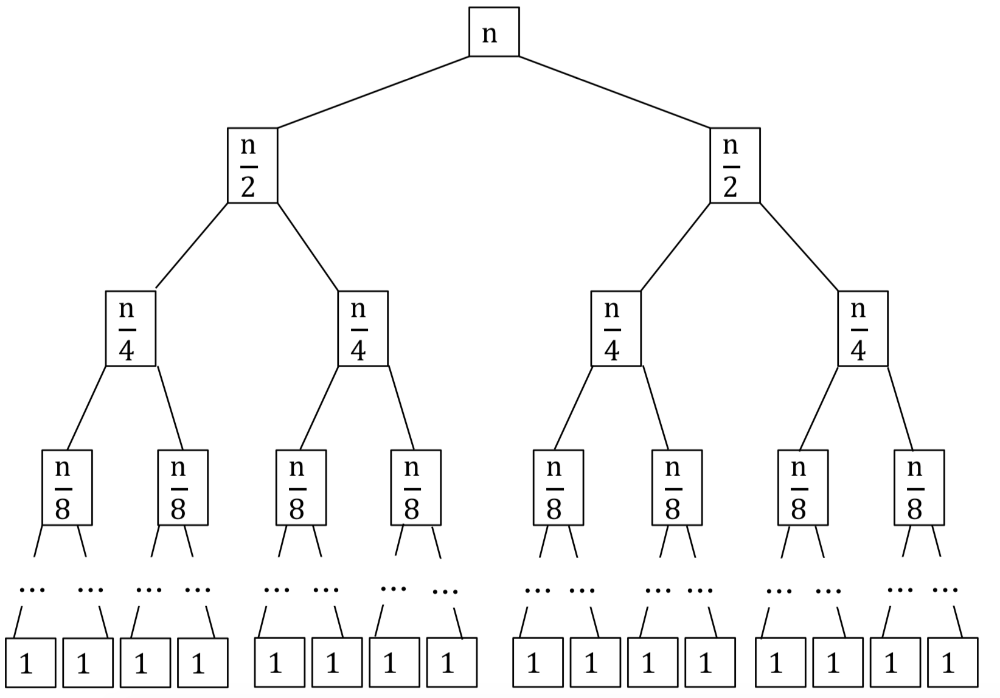 n
n/2 n/2
n/4 n/4 n/4 n/4
n/8 n/8 n/8 n/8 n/8 n/8 n/8 n/8
... ... ... ... ... ... ... ... ... ... ... ... ... ... ... ...
1 1 1 1 1 1 1 1 1 1 1 1 1 1 1 1